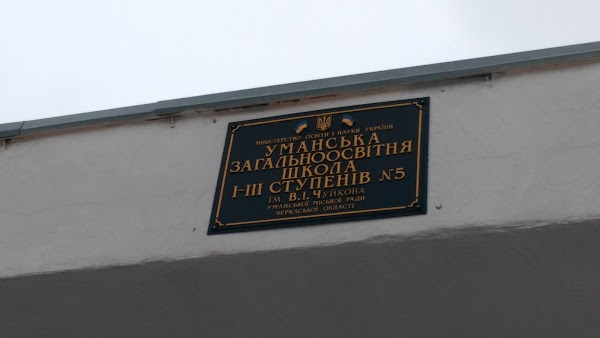 МІНІСТЕРСТВО ОСВІТИ І НАУКИ УКРАЇНИ
УМАНСЬКА
ЗАГАЛЬНООСВІТНЯ
ШКОЛА
І-ІІІ СТУПЕНІВ №5
ІМ. В.І. ЧУЙКОВА
УМАНСЬКОЇ МІСЬКОЇ РАДИ
ЧЕРКАСЬКОЇ ОБЛАСТІ